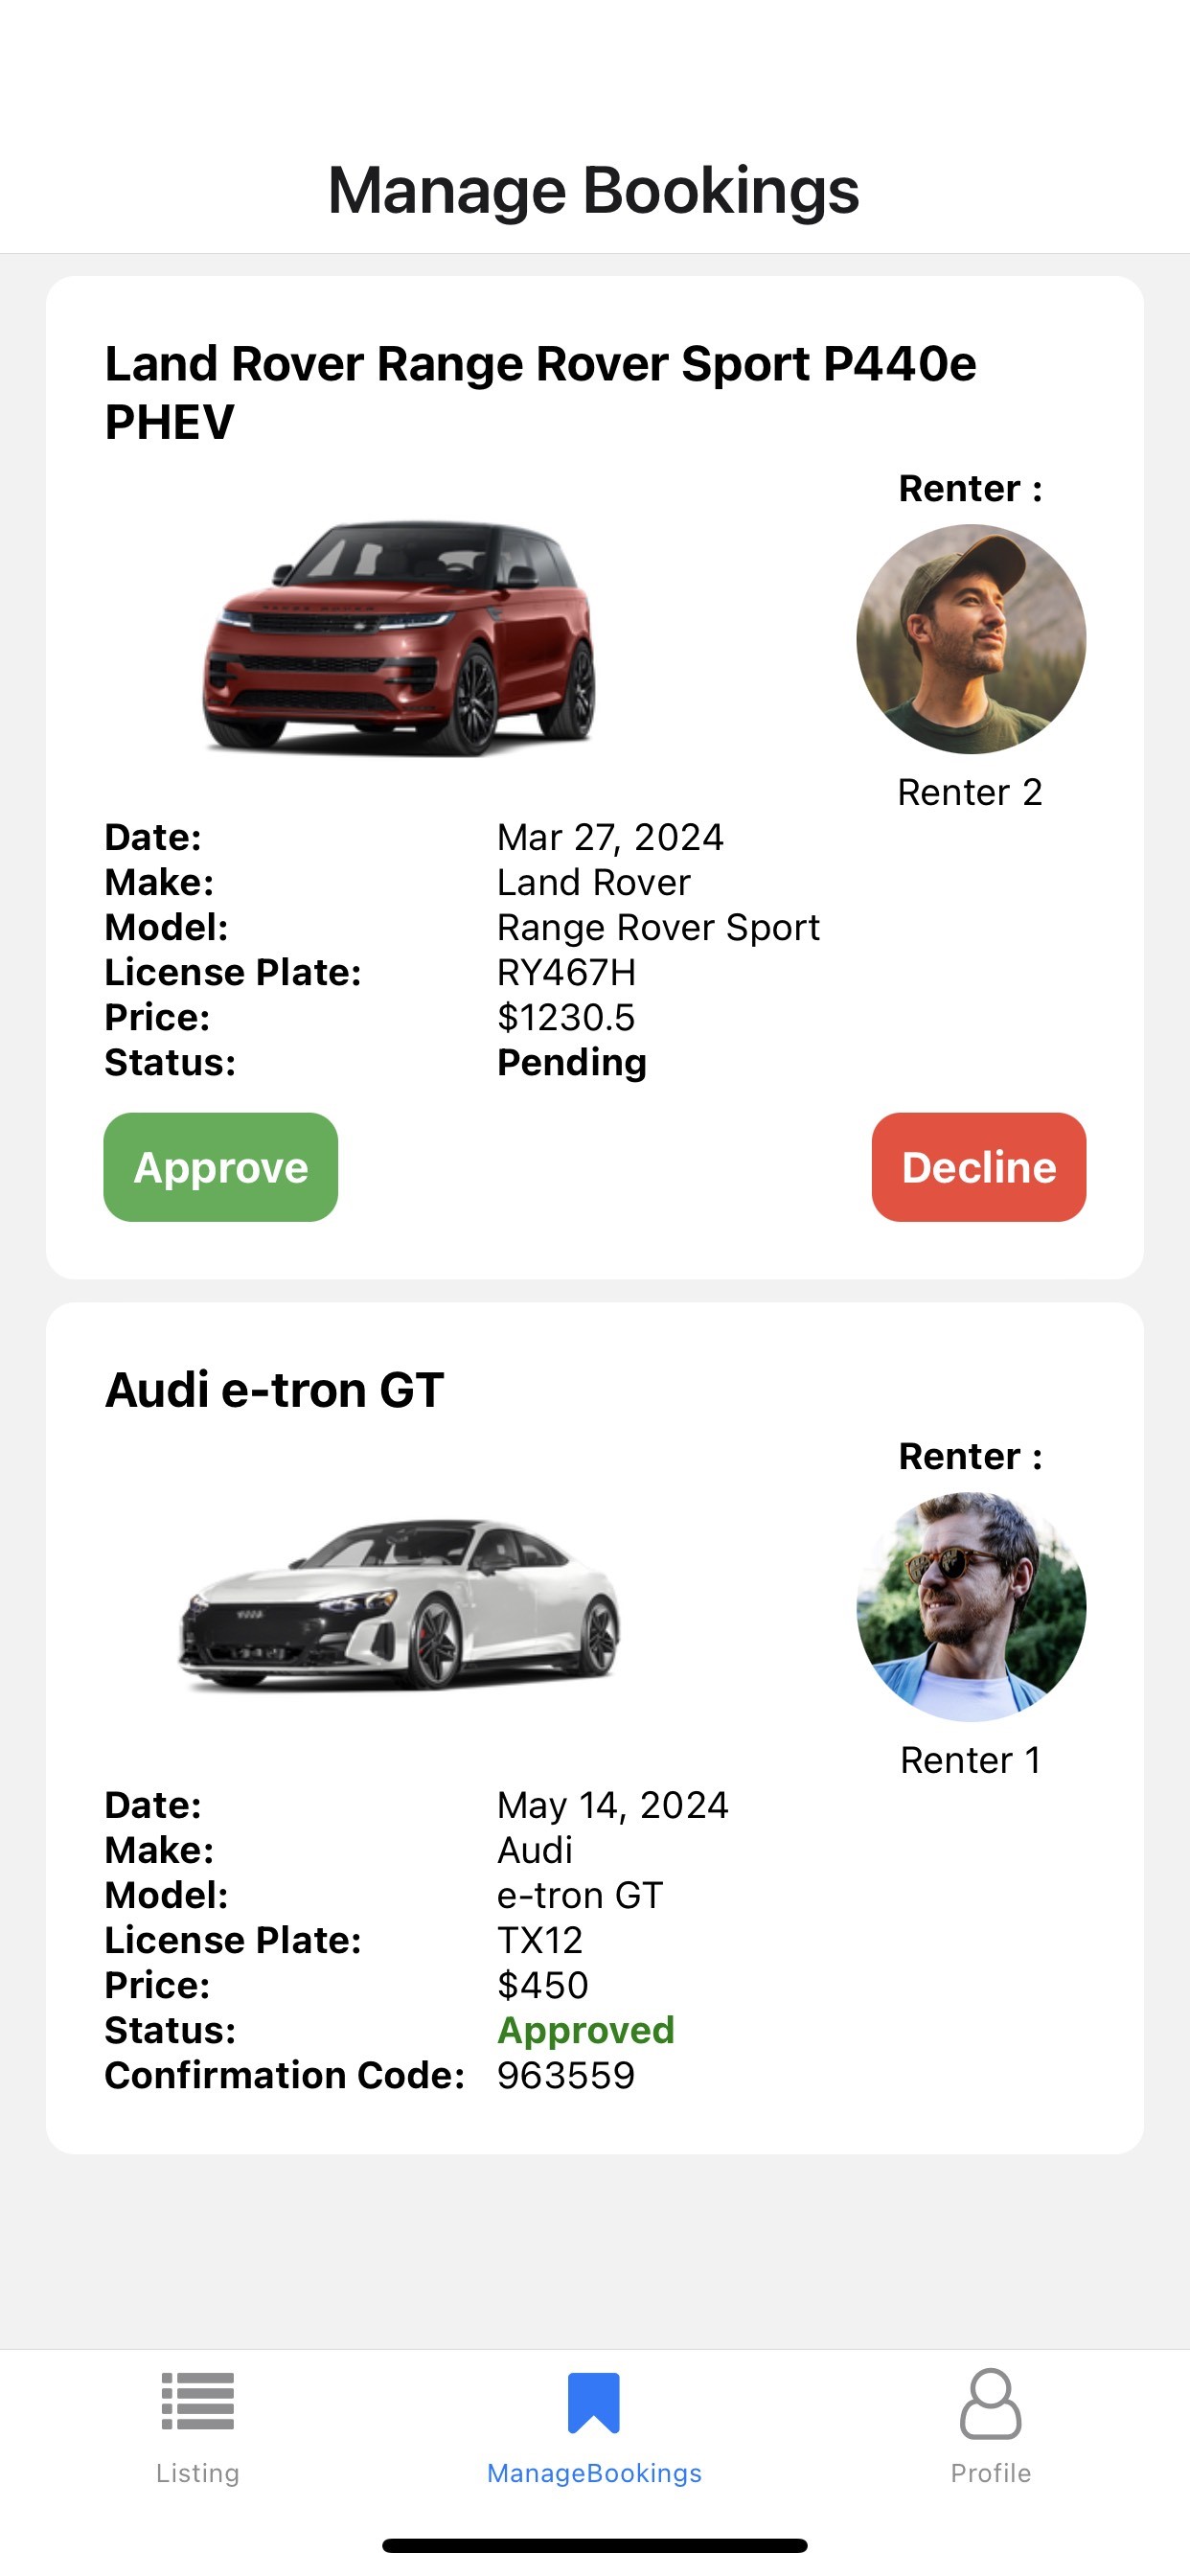 Manage Bookings
Land Rover Range Rover Sport P440e
PHEV
Renter :
Renter 2
Date: Mar 27, 2024
Make: Land Rover
Model: Range Rover Sport
License Plate: RY467H
Price: $1230.5
Status: Pending
Approve Decline
Audi e-tron GT
Renter :
Renter 1
Date: May 14, 2024
Make: Audi
Model: e-tron GT
License Plate: TX12
Price: $450
Status: Approved
Confirmation Code: 963559
Listing ManageBookings Profile